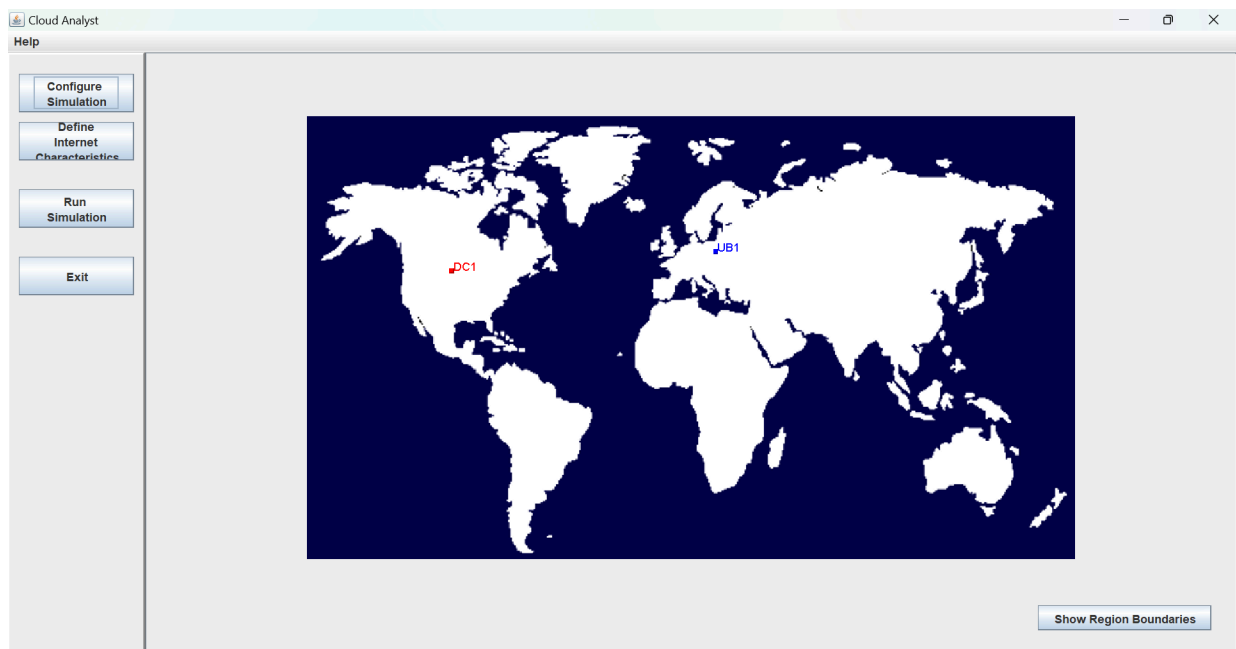 Cloud Analyst
Help
Configure
Simulation
Define
Internet
Characteristics
Run
Simulation
Exit
DC1
UB1
Show Region Boundaries